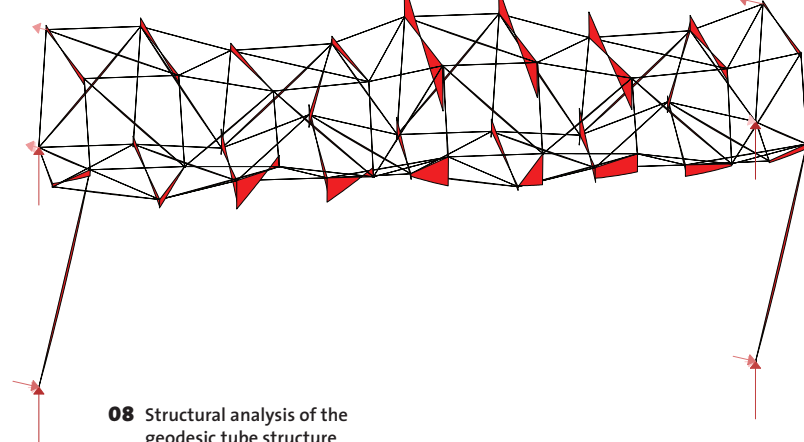 08 Structural analysis of the
geodesic tube structure